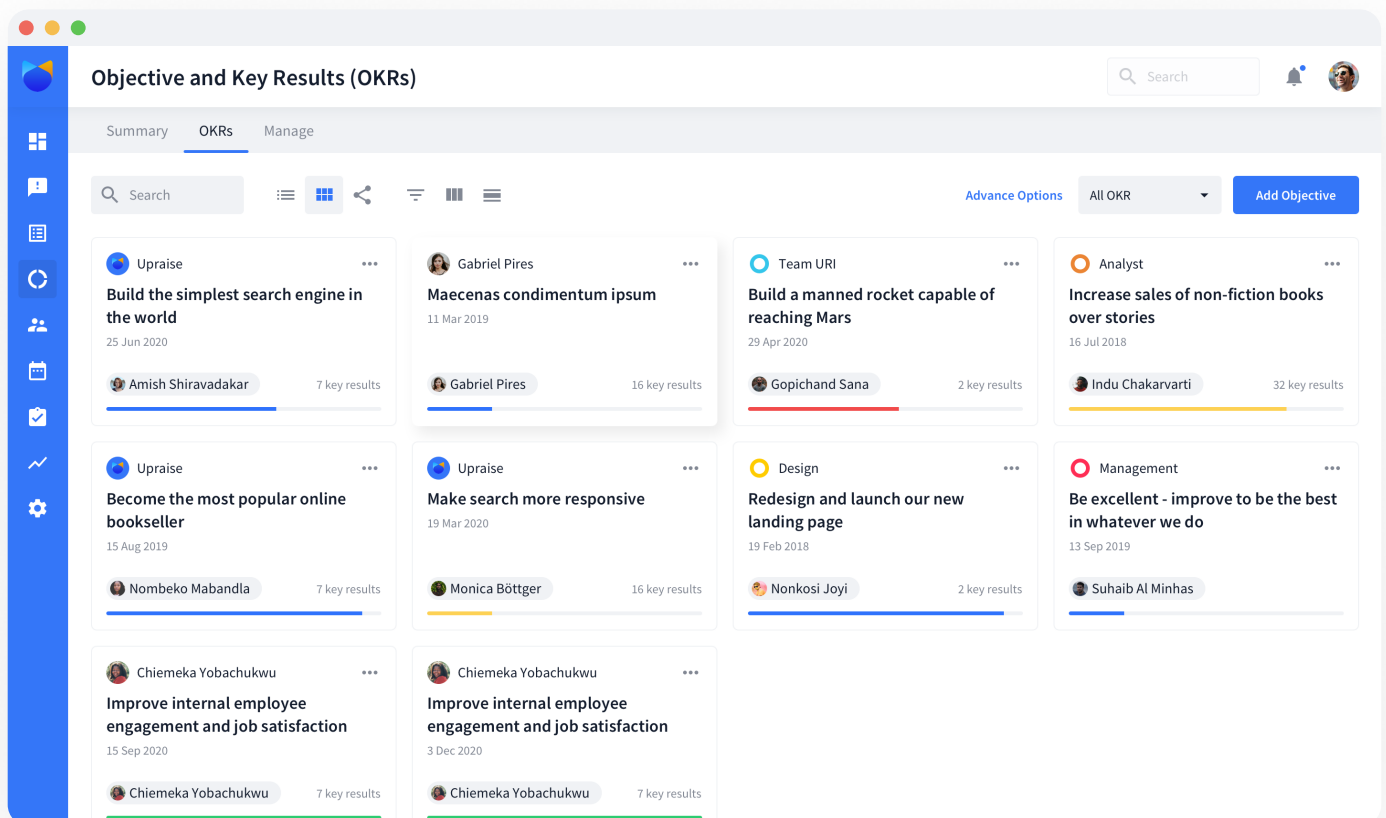 Objective and Key Results (OKRs)
Search
Summary
OKRs
Manage
Search
Advance Options
All OKR
Add Objective
Upraise
Build the simplest search engine in
the world
25 Jun 2020
Amish Shiravadakar
7 key results
Gabriel Pires
Maecenas condimentum ipsum
11 Mar 2019
Gabriel Pires
16 key results
Team URI
Build a manned rocket capable of
reaching Mars
29 Apr 2020
Gopichand Sana
2 key results
Analyst
Increase sales of non-fiction books
over stories
16 Jul 2018
Indu Chakarvarti
32 key results
Upraise
Become the most popular online
bookseller
15 Aug 2019
Nombeko Mabandla
7 key results
Upraise
Make search more responsive
19 Mar 2020
Monica Böttger
16 key results
Design
Redesign and launch our new
landing page
19 Feb 2018
Nonkosi Joyi
2 key results
Management
Be excellent - improve to be the best
in whatever we do
13 Sep 2019
Suhaib Al Minhas
Chiemeka Yobachukwu
Improve internal employee
engagement and job satisfaction
15 Sep 2020
Chiemeka Yobachukwu
7 key results
Chiemeka Yobachukwu
Improve internal employee
engagement and job satisfaction
3 Dec 2020
Chiemeka Yobachukwu
7 key results